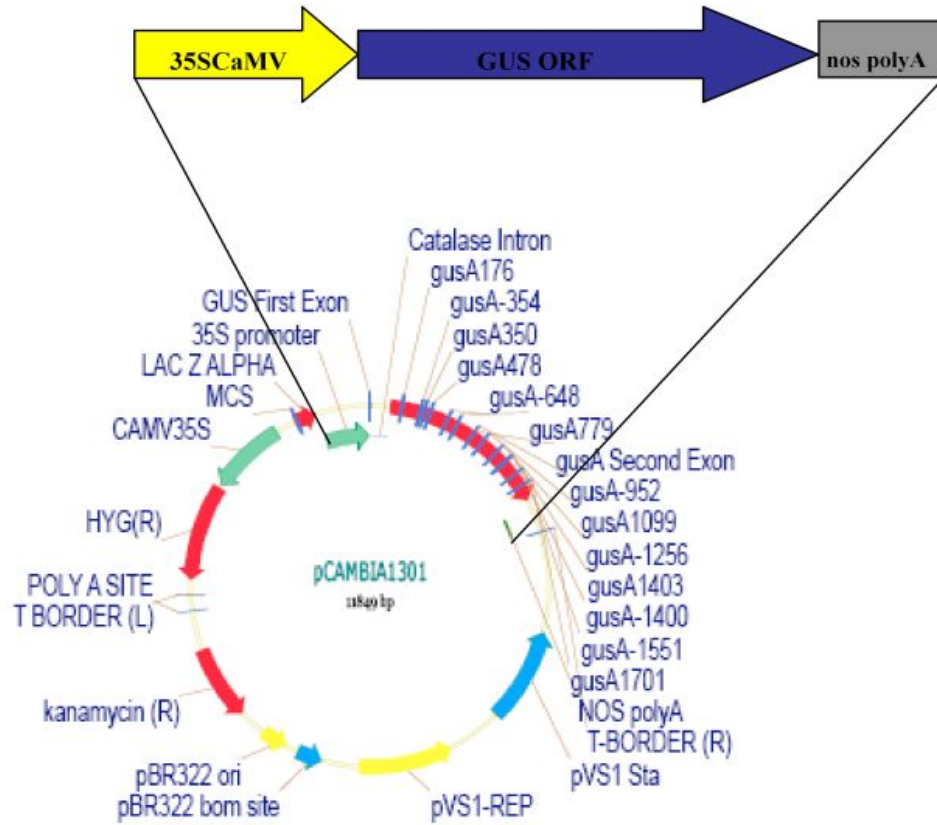 35SCaMV
GUS ORF
nos polyA
Catalase Intron
gusA176
GUS First Exon
gusA-354
35S promoter
gusA350
LAC Z ALPHA
gusA478
MCS
gusA-648
CAMV35S
gusA779
gusA Second Exon
gusA-952
HYG(R)
gusA1099
gusA-1256
pCAMBIA1301
11849 bp
POLY A SITE
gusA1403
T BORDER (L)
gusA-1400
gusA-1551
gusA1701
kanamycin (R)
NOS polyA
T-BORDER (R)
pBR322 ori
pVS1 Sta
pBR322 bom site
pVS1-REP